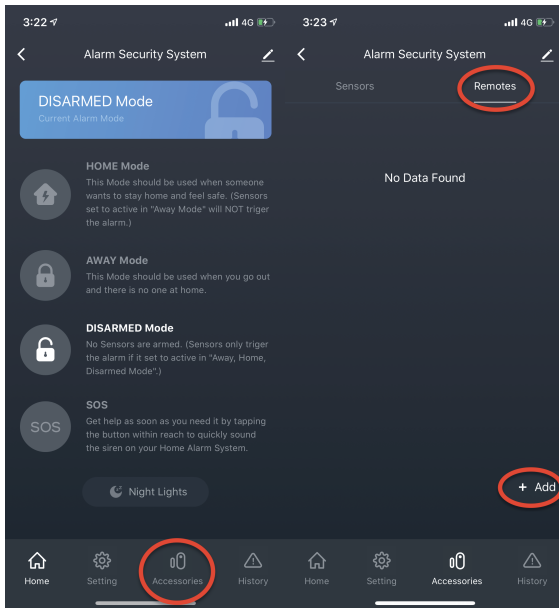 3:22
4G
Alarm Security System
DISARMED Mode
Current Alarm Mode
HOME Mode
This Mode should be used when someone
wants to stay home and feel safe. (Sensors
set to active in "Away Mode" will NOT triger
the alarm.)
AWAY Mode
This Mode should be used when you go out
and there is no one at home.
DISARMED Mode
No Sensors are armed. (Sensors only triger
the alarm if it set to active in "Away, Home,
Disarmed Mode".)
SOS
SOS
Get help as soon as you need it by tapping
the button within reach to quickly sound
the siren on your Home Alarm System.
Night Lights
Home
Setting
Accessories
History
3:23
4G
Alarm Security System
Sensors
Remotes
No Data Found
+ Add
Home
Setting
Accessories
History